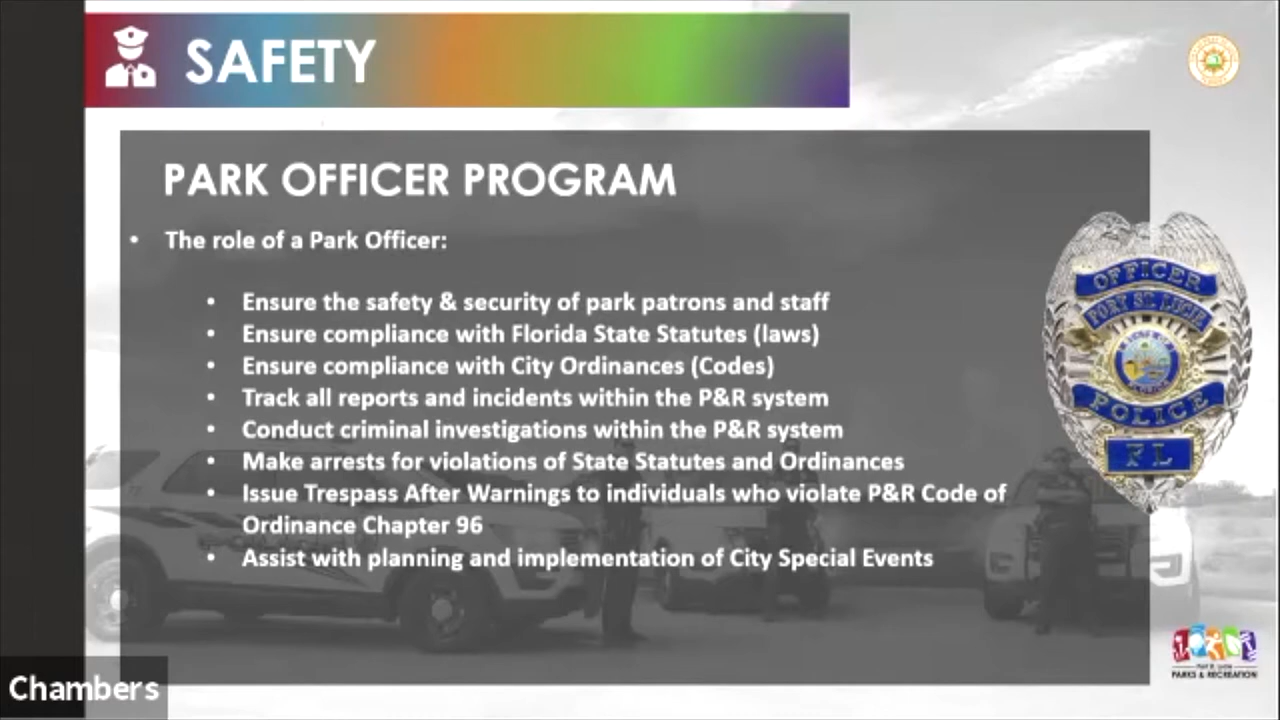 SAFETY
PARK OFFICER PROGRAM
• The role of a Park Officer:
• Ensure the safety & security of park patrons and staff
• Ensure compliance with Florida State Statutes (laws)
• Ensure compliance with City Ordinances (Codes)
• Track all reports and incidents within the P&R system
• Conduct criminal investigations within the P&R system
• Make arrests for violations of State Statutes and Ordinances
• Issue Trespass After Warnings to individuals who violate P&R Code of
Ordinance Chapter 96
• Assist with planning and implementation of City Special Events
OFFICER
PORT ST. LUCIE
POLICE
FL
Port St. Lucie
PARKS & RECREATION
Chambers